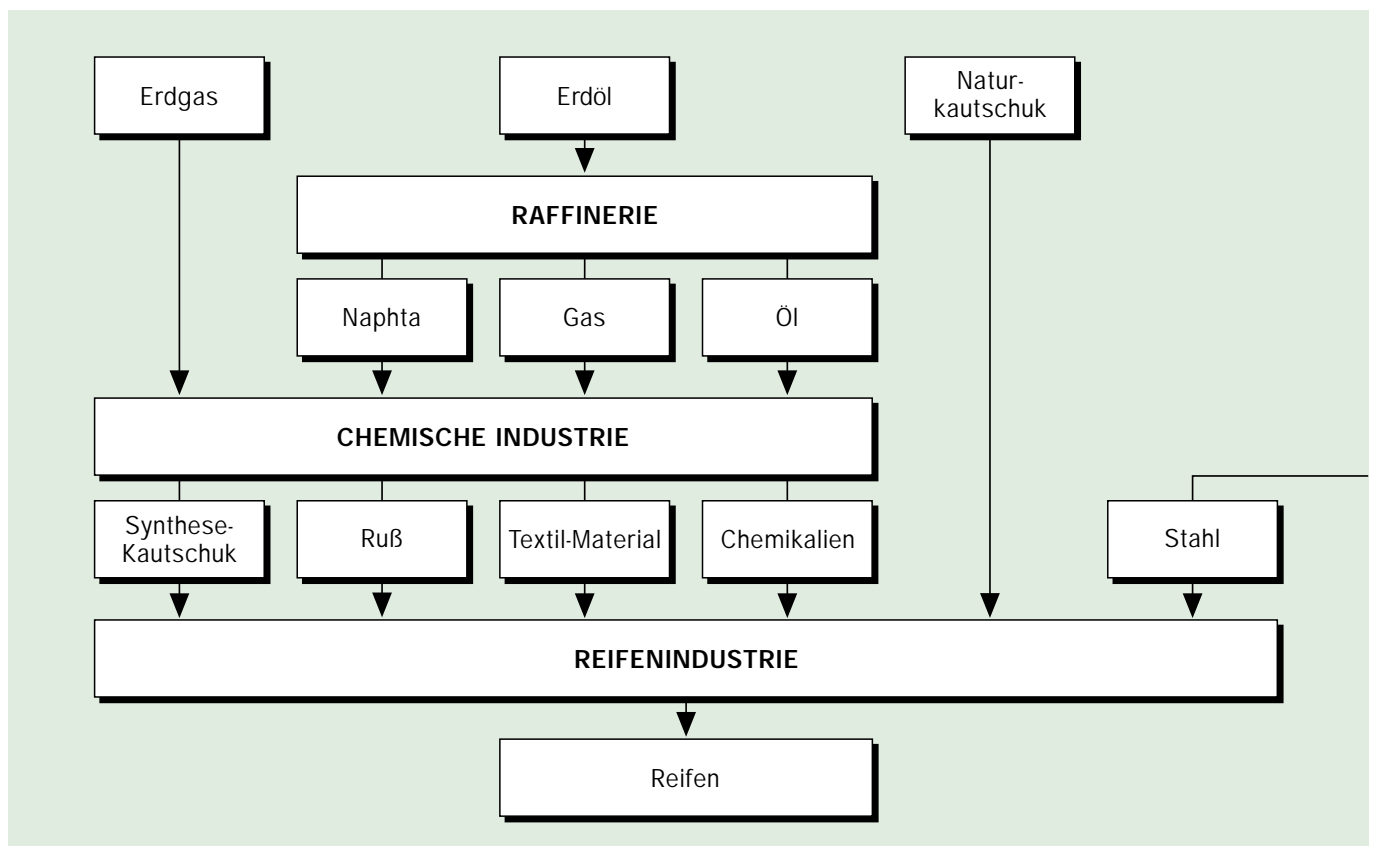 Erdgas
Erdöl
Natur-
kautschuk
RAFFINERIE
Naphta
Gas
Öl
CHEMISCHE INDUSTRIE
Synthese-
Kautschuk
Ruß
Textil-Material
Chemikalien
Stahl
REIFENINDUSTRIE
Reifen